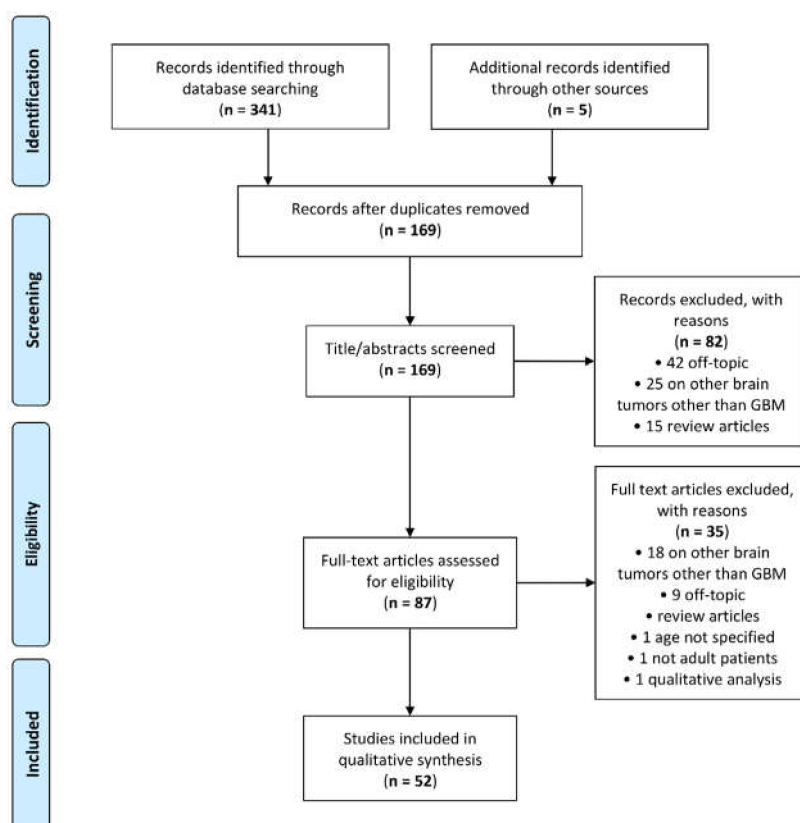 Identification
Records identified through
database searching
(n = 341)
Additional records identified
through other sources
(n = 5)
Records after duplicates removed
(n = 169)
Screening
Title/abstracts screened
(n = 169)
Records excluded, with
reasons
(n = 82)
• 42 off-topic
• 25 on other brain
tumors other than GBM
• 15 review articles
Eligibility
Full-text articles assessed
for eligibility
(n = 87)
Full text articles excluded,
with reasons
(n = 35)
• 18 on other brain
tumors other than GBM
• 9 off-topic
• review articles
• 1 age not specified
• 1 not adult patients
• 1 qualitative analysis
Included
Studies included in
qualitative synthesis
(n = 52)